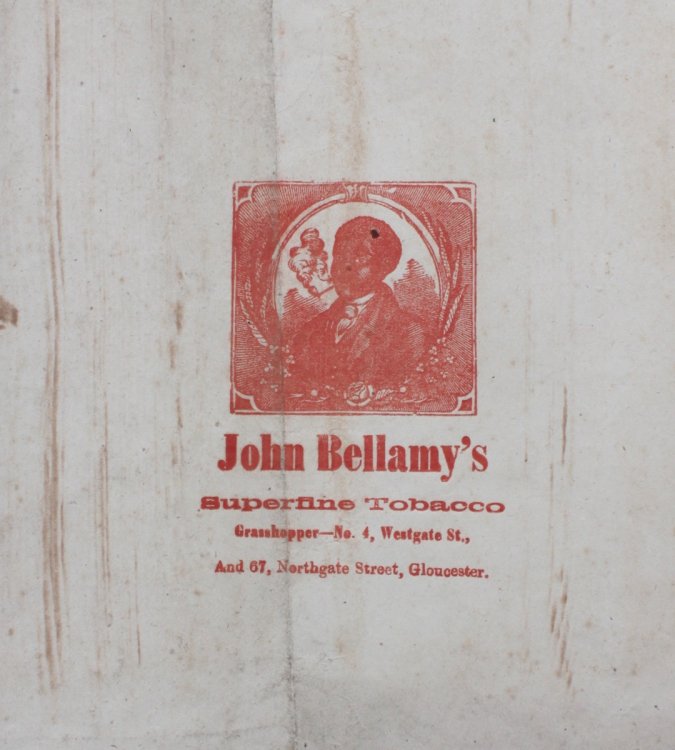 John Bellamy's
Superfine Tobacco
Grasshopper—No. 4, Westgate St.,
And 67, Northgate Street, Gloucester.